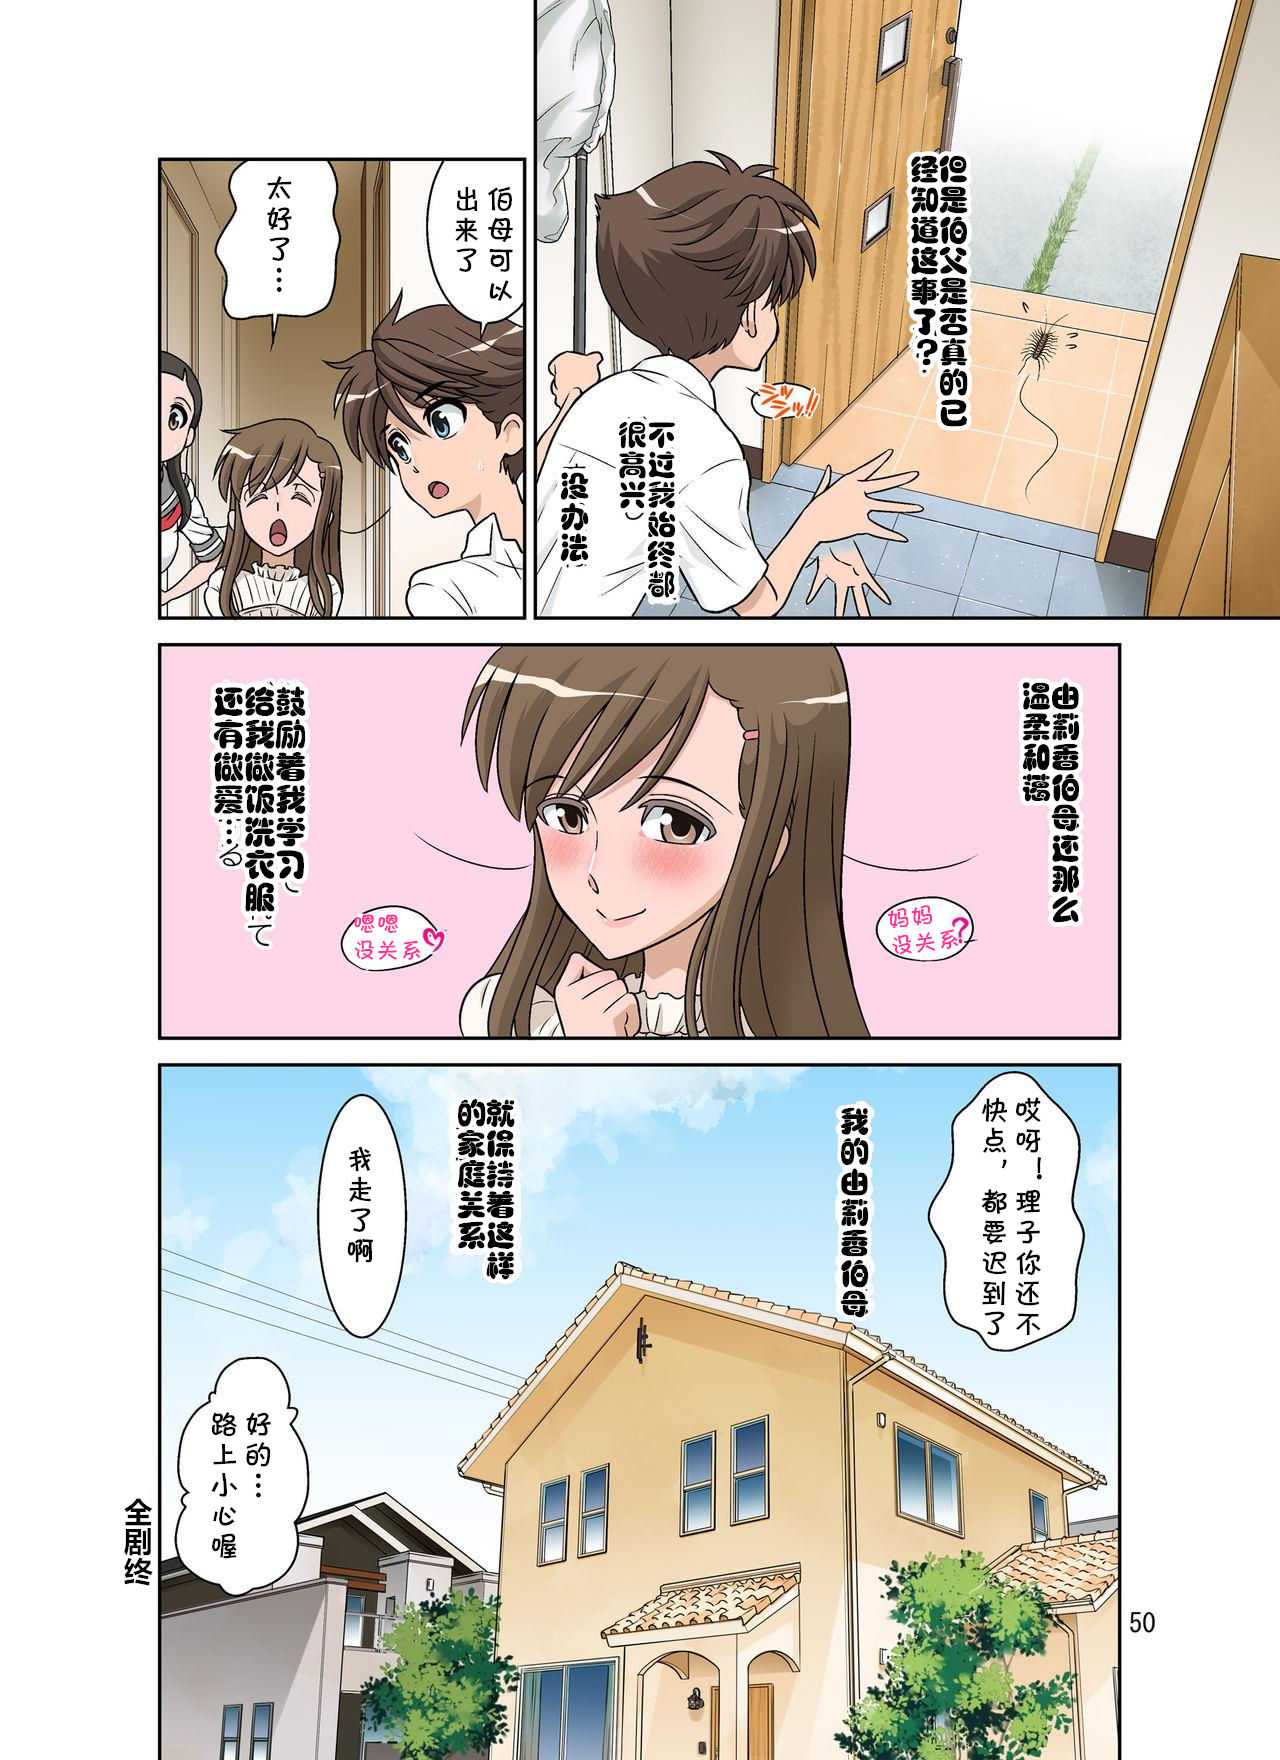 但是伯父是否真的已
经知道这事了？
ジッ
ジッ!!
不过我始终都
很高兴
没办法
伯母可以
出来了
太
好了…
由莉香伯母还那么
温柔和蔼
妈妈
没关系?
嗯嗯
没关系
鼓励着我学习
给我做饭洗衣服て
还有做爱…る
哎呀！理子你还不
快点，都要迟到了
我的由莉香伯母
就保持着这样
的家庭关系
我走了啊
好的…
路上小心喔
全剧终
50